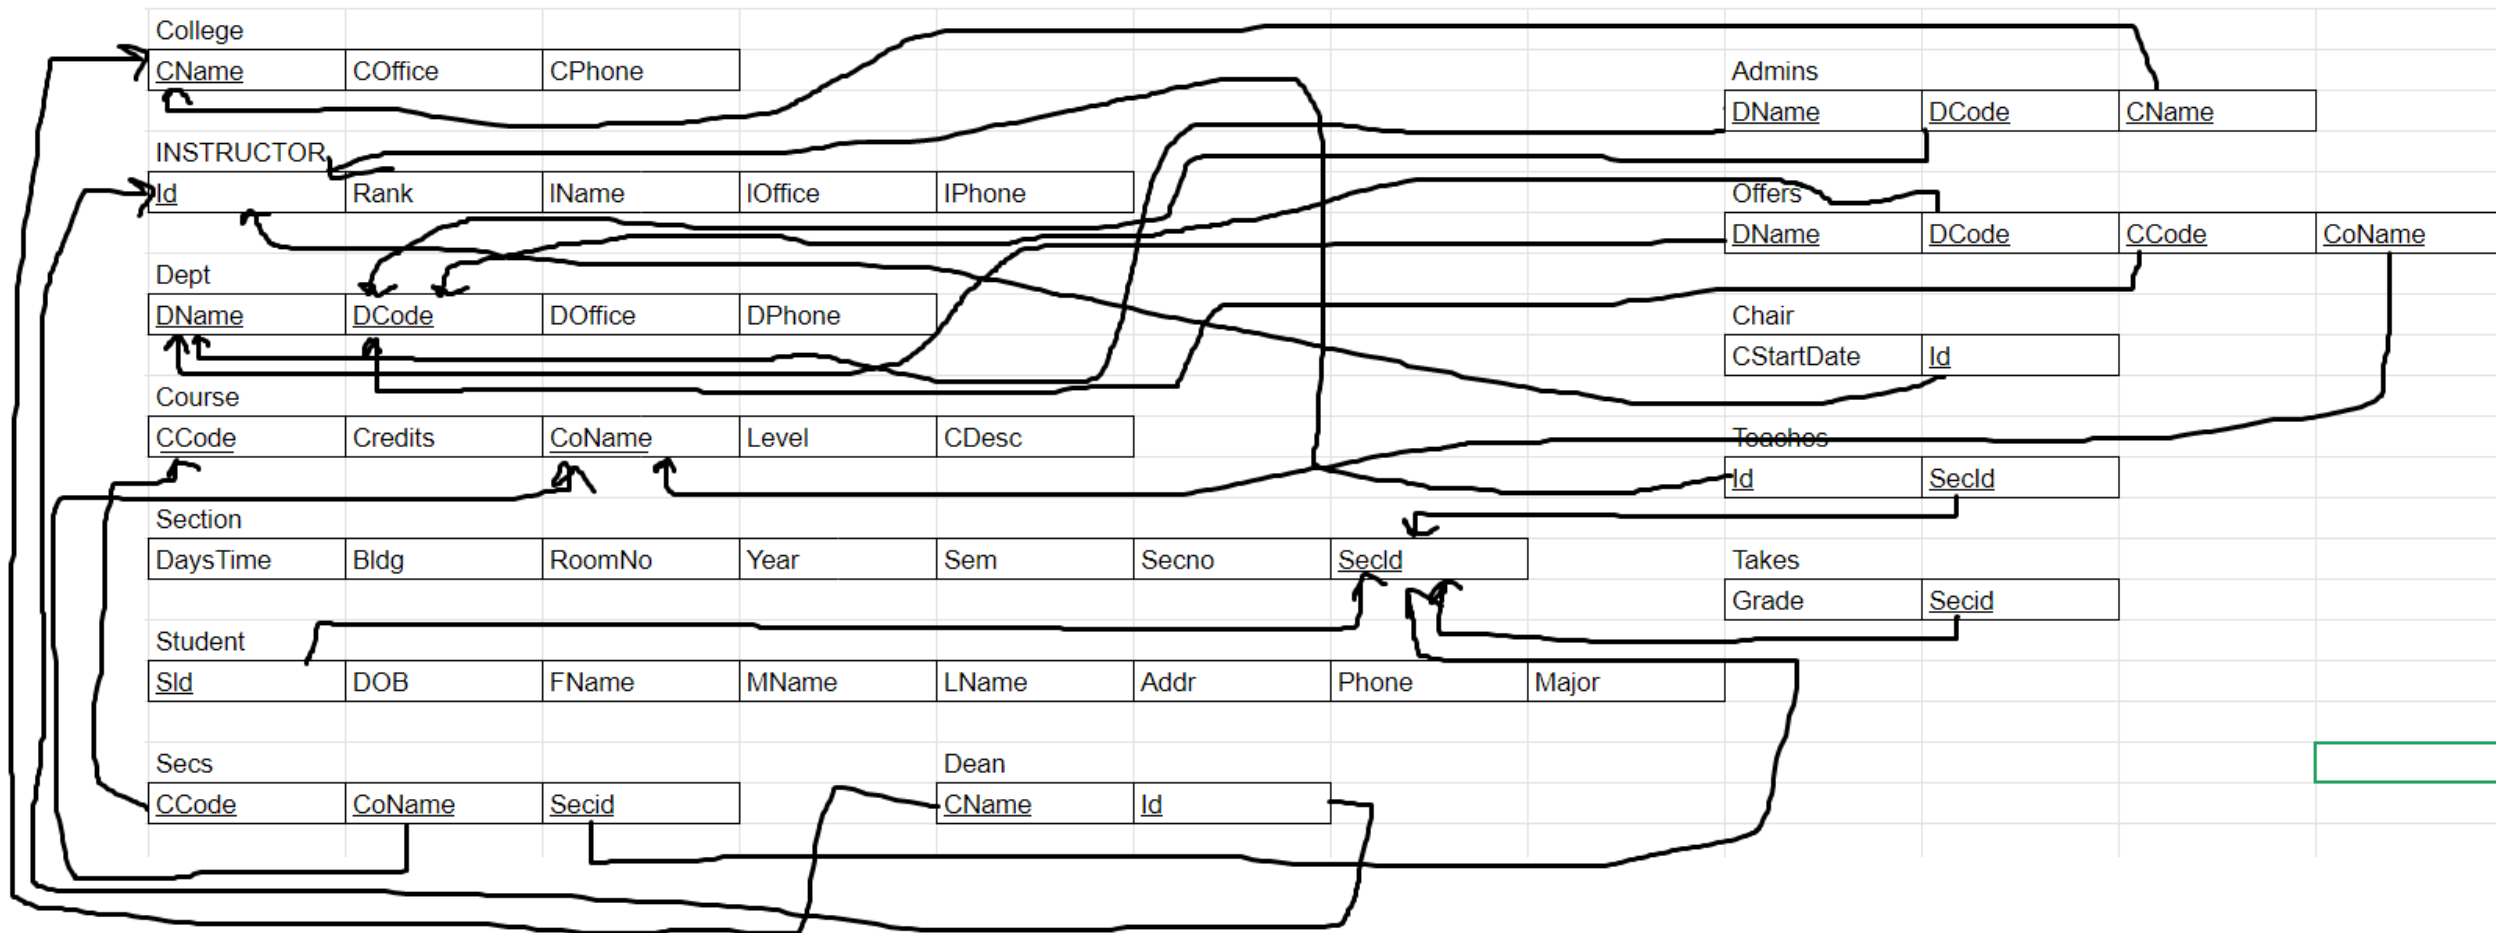 College
CName COffice CPhone
Admins
DName DCode CName
INSTRUCTOR
Id Rank IName IOffice IPhone
Offers
DName DCode CCode CoName
Dept
DName DCode DOffice DPhone
Chair
CStartDate Id
Course
CCode Credits CoName Level CDesc
Teaches
Id SecId
Section
DaysTime Bldg RoomNo Year Sem Secno SecId
Takes
Grade Secid
Student
SId DOB FName MName LName Addr Phone Major
Secs
CCode CoName Secid
Dean
CName Id